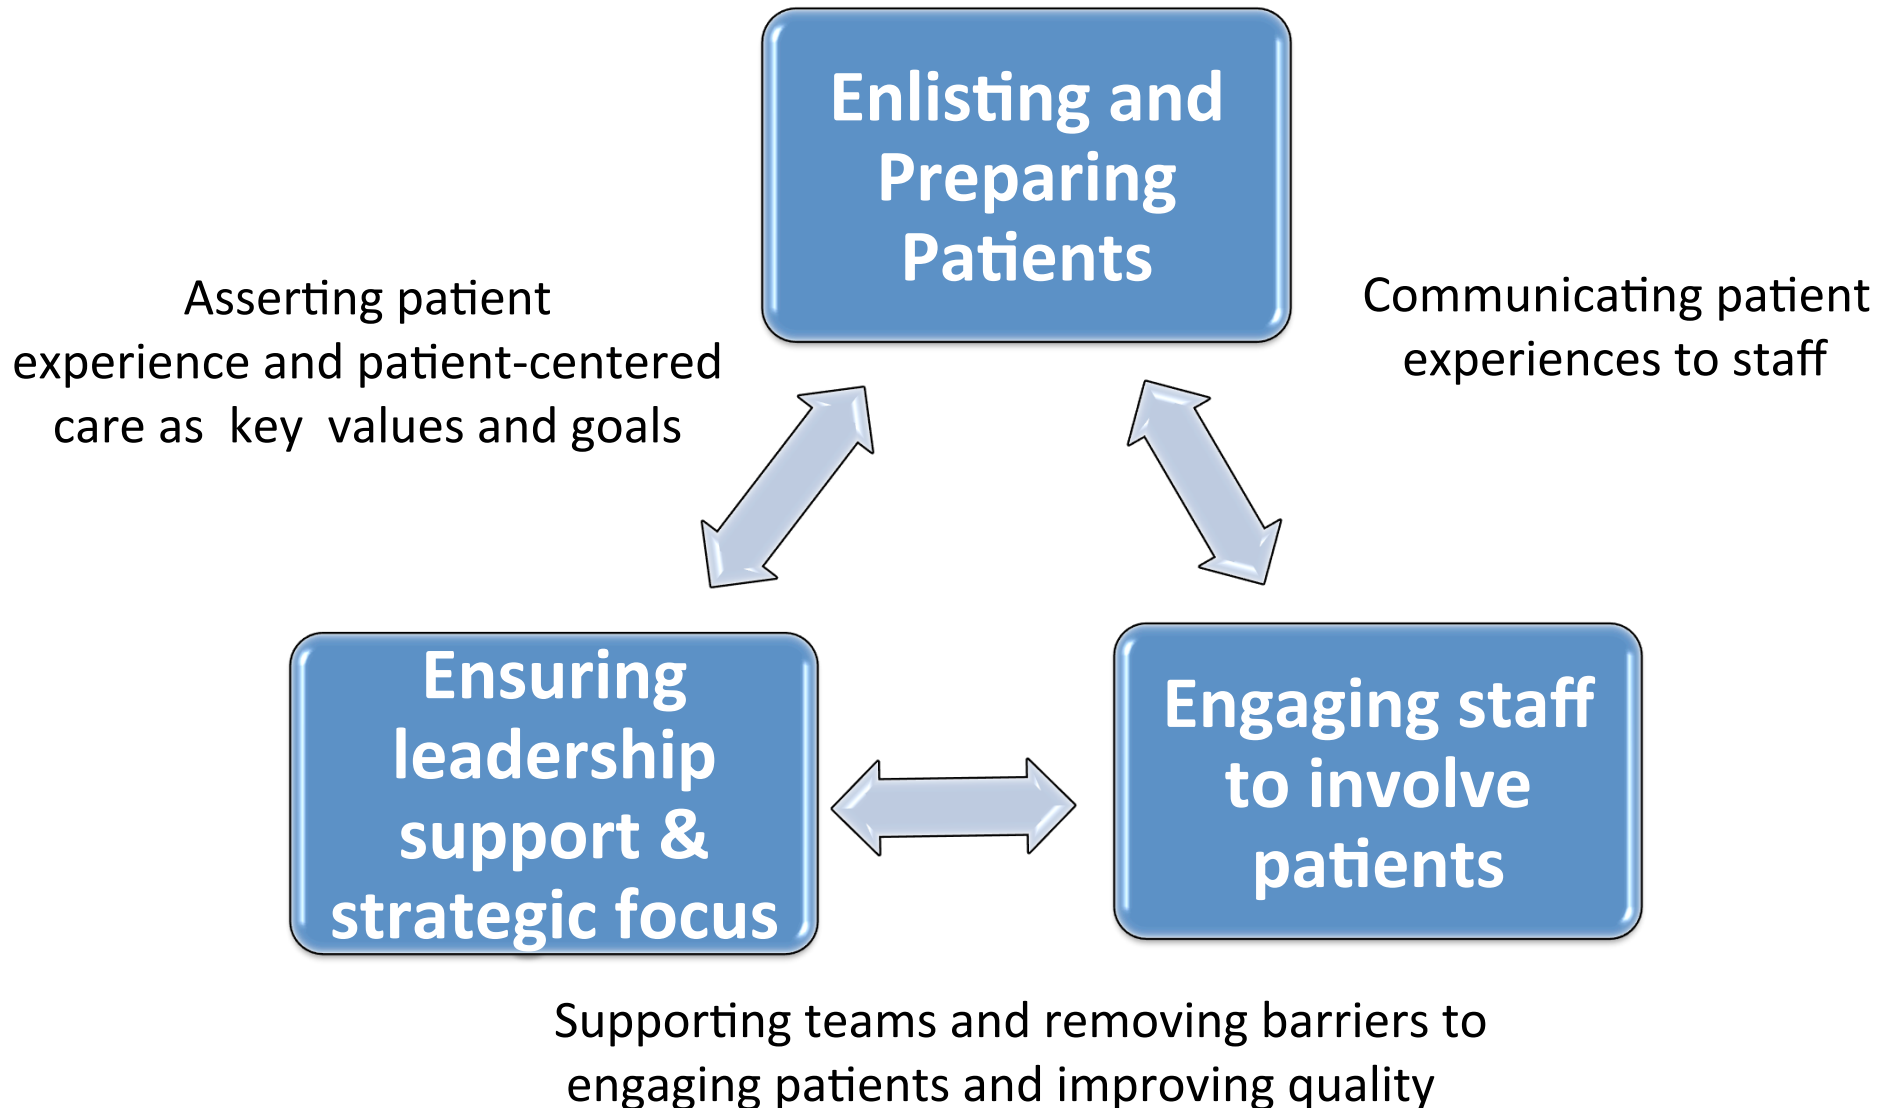 Enlisting and
Preparing
Patients
Asserting patient
experience and patient-centered
care as key values and goals
Communicating patient
experiences to staff
Ensuring
leadership
support &
strategic focus
Engaging staff
to involve
patients
Supporting teams and removing barriers to
engaging patients and improving quality